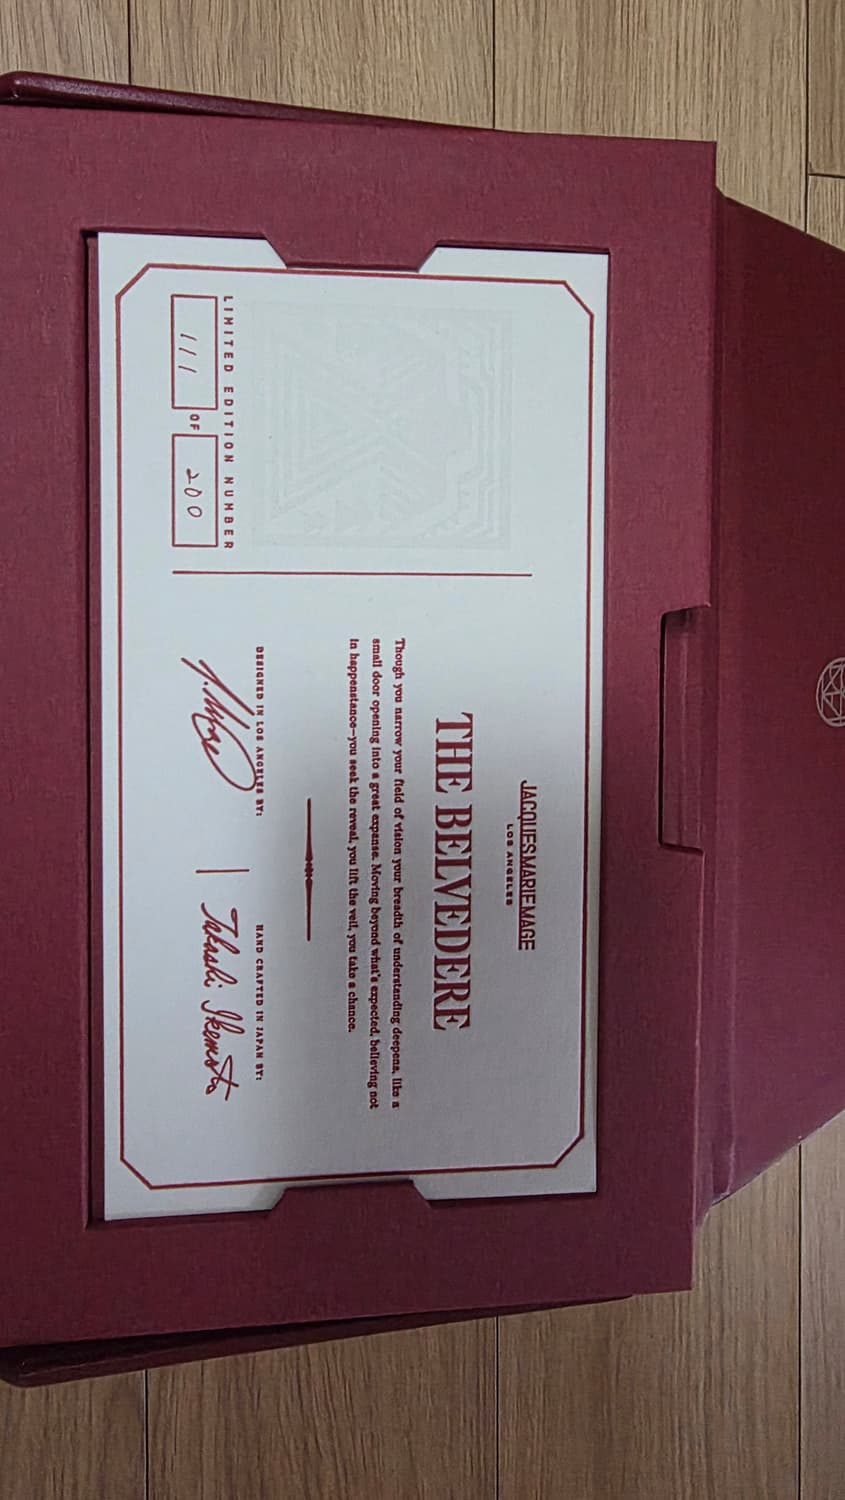 JACQUESMARIEMAGE
LOS ANGELES
THE BELVEDERE
Though you narrow your field of vision your breadth of understanding deepens, like a
small door opening into a great expanse. Moving beyond what's expected, believing not
in happenstance—you seek the reveal, you lift the veil, you take a chance.
LIMITED EDITION NUMBER
111 OF 200
DESIGNED IN LOS ANGELES BY:
HAND CRAFTED IN JAPAN BY:
Takashi Ikemoto